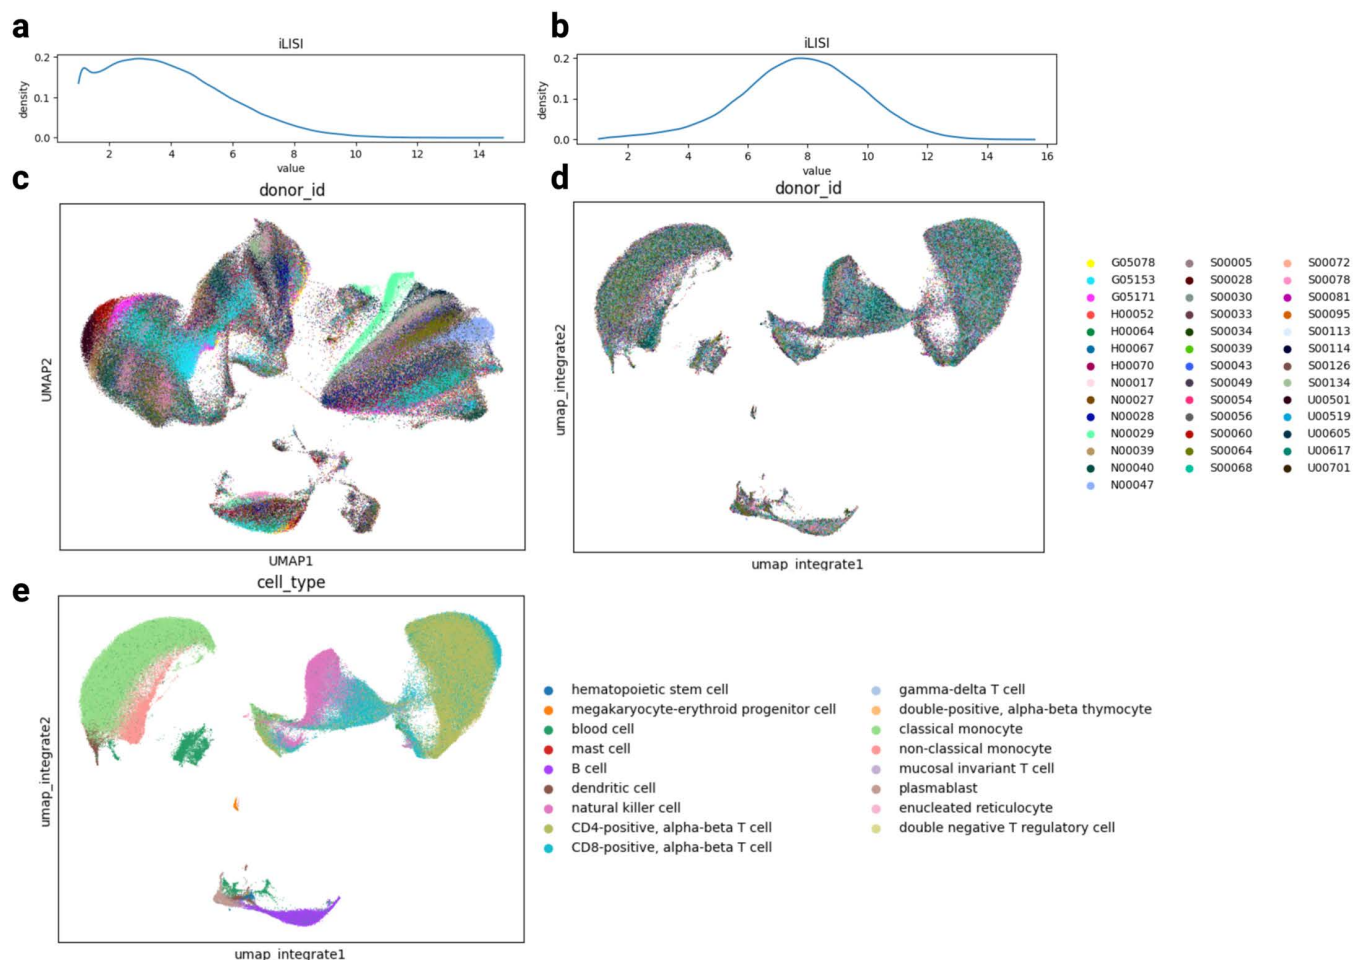 a
iLISI
density
0.2
0.1
0.0
2 4 6 8 10 12 14
value
b
iLISI
density
0.2
0.1
0.0
2 4 6 8 10 12 14 16
value
c
donor_id
UMAP2
UMAP1
d
donor_id
umap_integrate2
umap_integrate1
G05078
G05153
G05171
H00052
H00064
H00067
H00070
N00017
N00027
N00028
N00029
N00039
N00040
N00047
S00005
S00028
S00030
S00033
S00034
S00039
S00043
S00049
S00054
S00056
S00060
S00064
S00068
S00072
S00078
S00081
S00095
S00113
S00114
S00126
S00134
U00501
U00519
U00605
U00617
U00701
e
cell_type
umap_integrate2
umap_integrate1
hematopoietic stem cell
megakaryocyte-erythroid progenitor cell
blood cell
mast cell
B cell
dendritic cell
natural killer cell
CD4-positive, alpha-beta T cell
CD8-positive, alpha-beta T cell
gamma-delta T cell
double-positive, alpha-beta thymocyte
classical monocyte
non-classical monocyte
mucosal invariant T cell
plasmablast
enucleated reticulocyte
double negative T regulatory cell